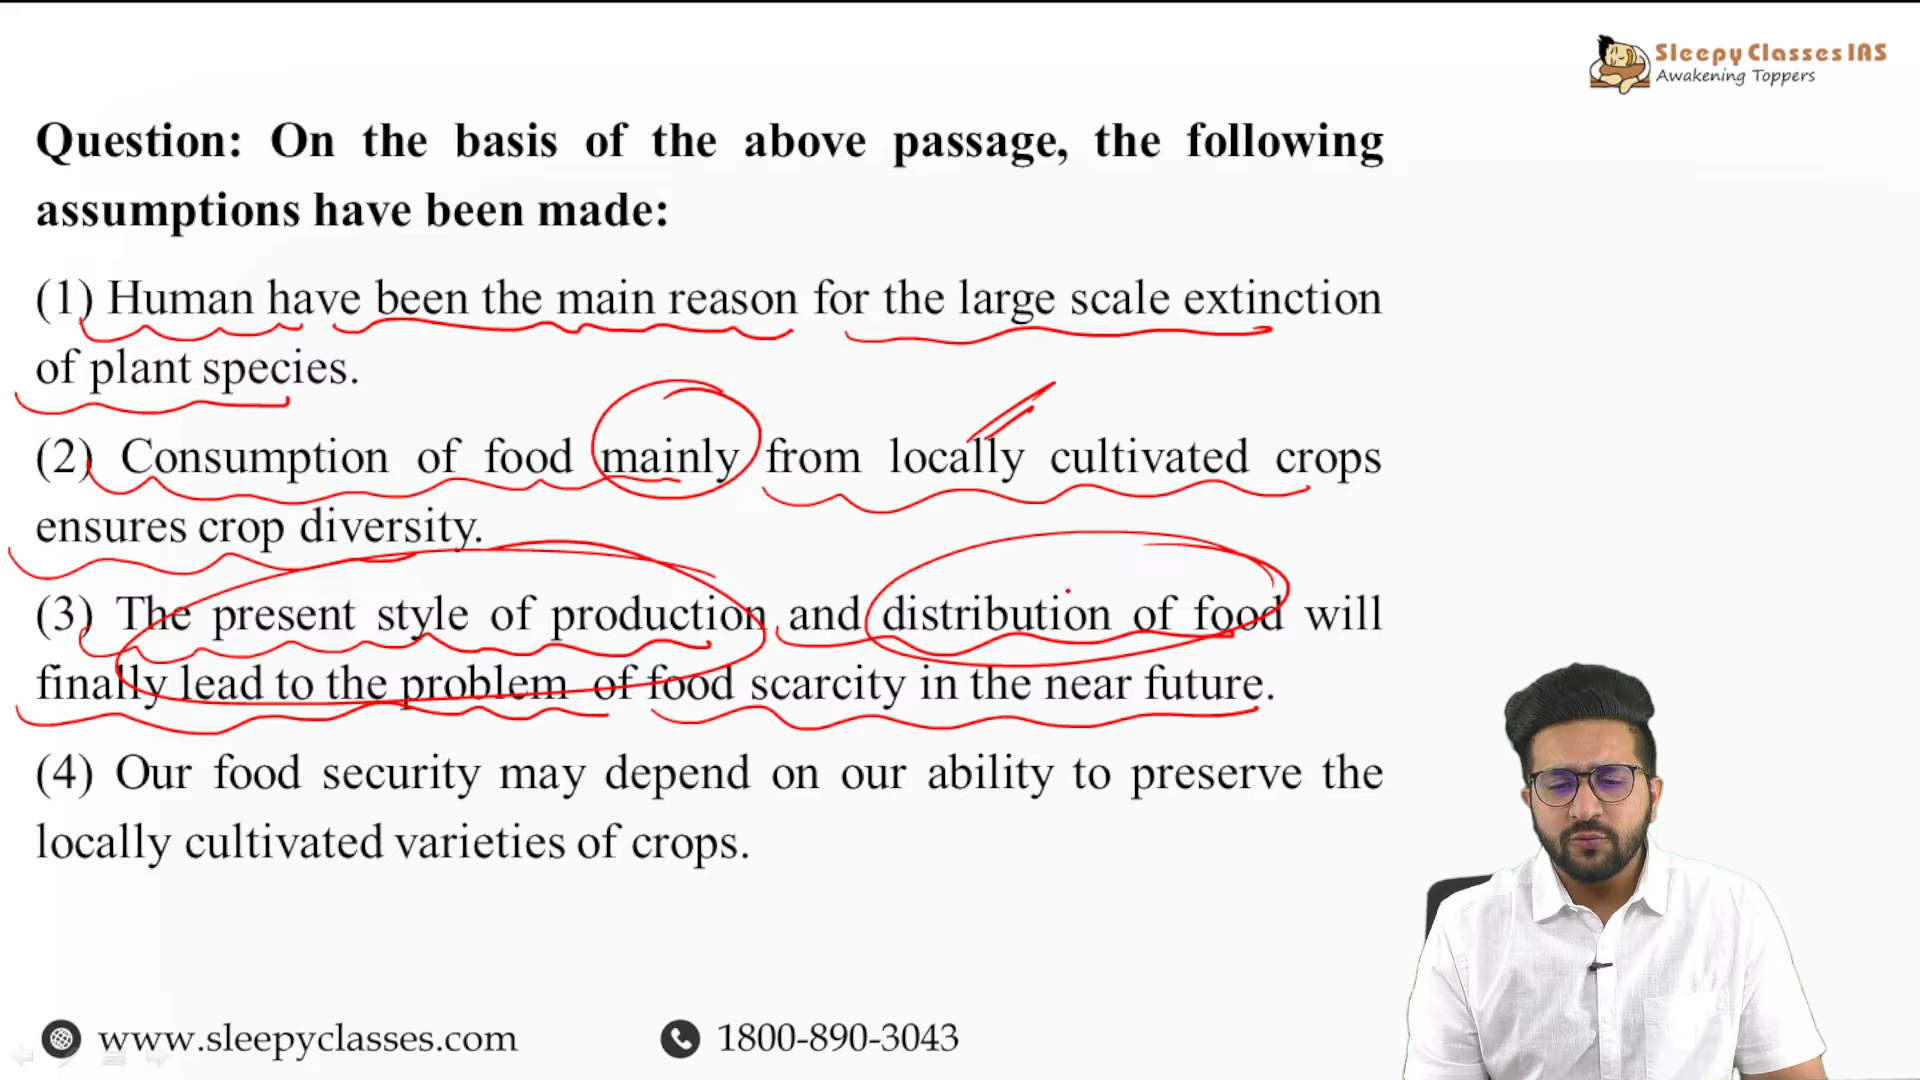 Sleepy Classes IAS
Awakening Toppers
Question: On the basis of the above passage, the following
assumptions have been made:
(1) Human have been the main reason for the large scale extinction
of plant species.
(2) Consumption of food mainly from locally cultivated crops
ensures crop diversity.
(3) The present style of production and distribution of food will
finally lead to the problem of food scarcity in the near future.
(4) Our food security may depend on our ability to preserve the
locally cultivated varieties of crops.
www.sleepyclasses.com
1800-890-3043